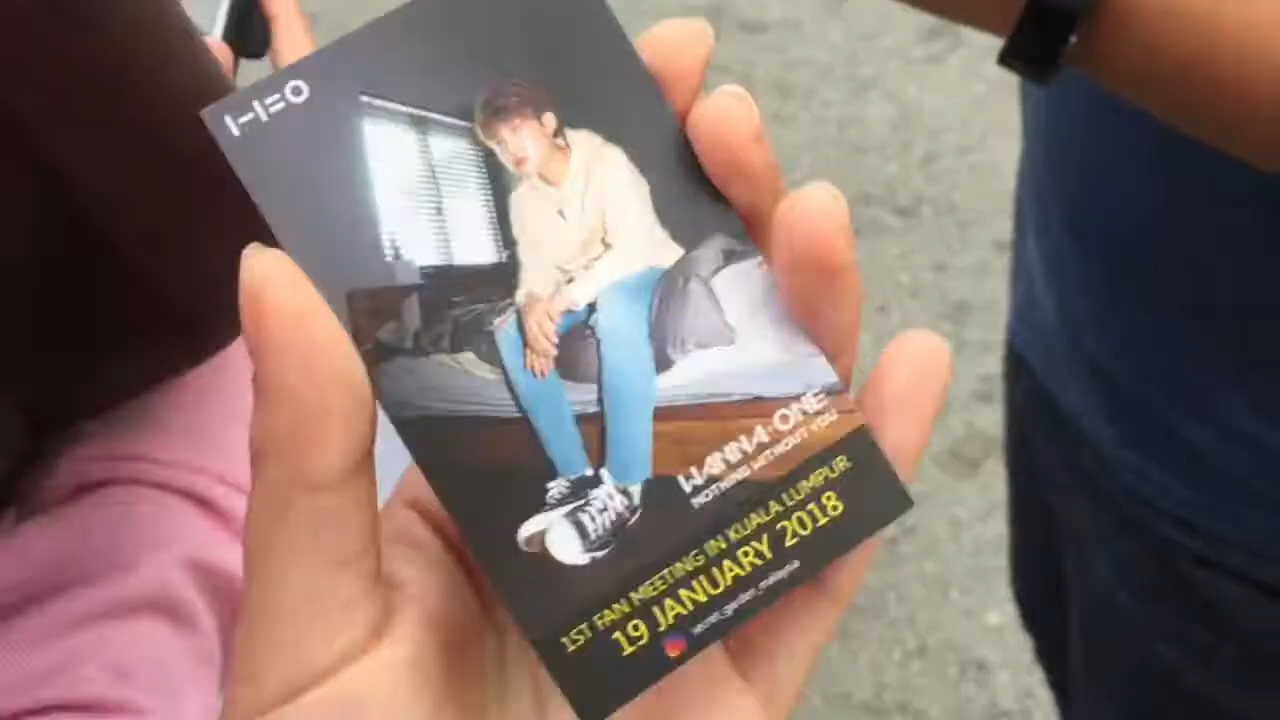 1-1=0
WANNA·ONE
NOTHING WITHOUT YOU
1ST FAN MEETING IN KUALA LUMPUR
19 JANUARY 2018